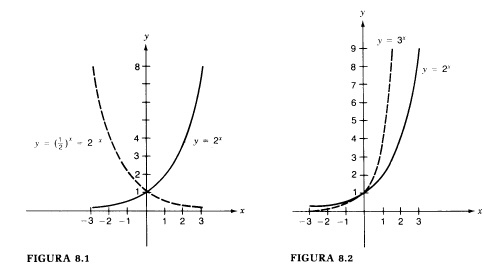 y
8
4
3
2
1
-3 -2 -1 1 2 3 x
y = (1/2)^x = 2^-x
y = 2^x
FIGURA 8.1
y
9
8
7
6
5
4
3
2
1
-3 -2 -1 1 2 3 x
y = 3^x
y = 2^x
FIGURA 8.2